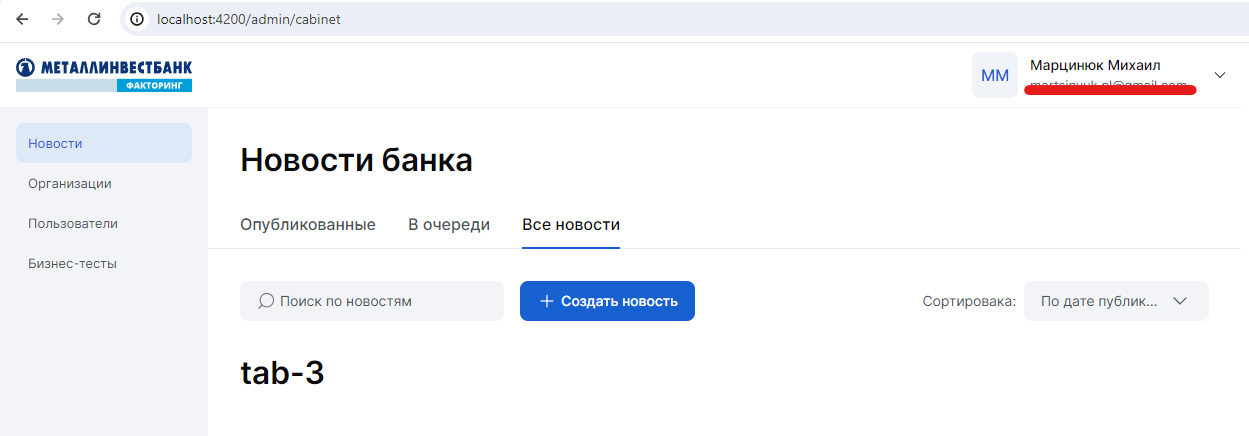 localhost:4200/admin/cabinet
МЕТАЛЛИНВЕСТБАНК
ФАКТОРИНГ
ММ
Марцинюк Михаил
Новости
Организации
Пользователи
Бизнес-тесты
Новости банка
Опубликованные
В очереди
Все новости
Поиск по новостям
Создать новость
Сортировака:
По дате публик...
tab-3